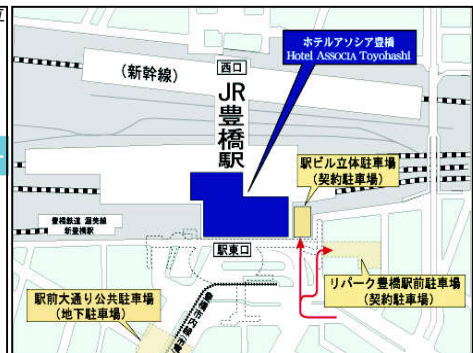 ホテルアソシア豊橋
Hotel ASSOCIA Toyohashi
(新幹線)
西口
JR豊橋駅
駅ビル立体駐車場
(契約駐車場)
豊橋鉄道 渥美線
新豊橋駅
駅東口
駅前大通り公共駐車場
(地下駐車場)
リパーク豊橋駅前駐車場
(契約駐車場)